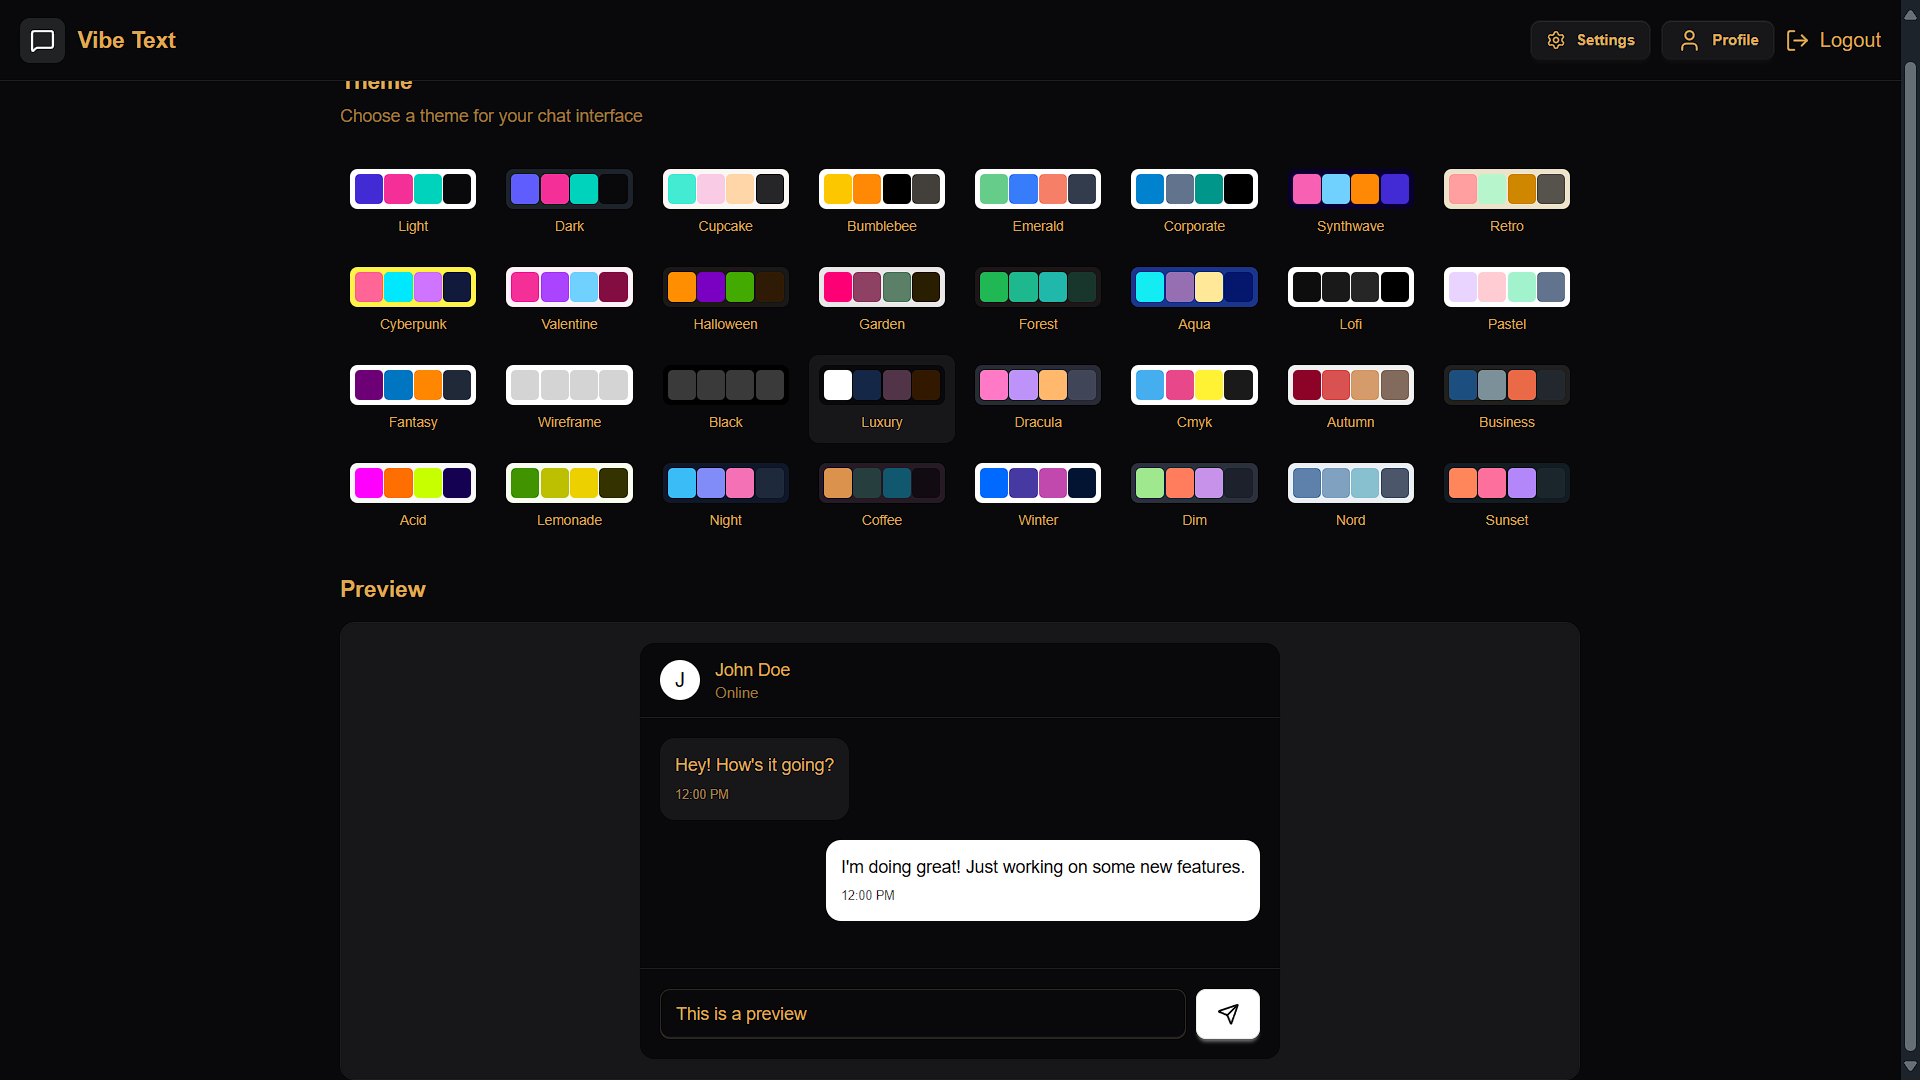 Vibe Text
Settings
Profile
Logout
Theme
Choose a theme for your chat interface
Light
Dark
Cupcake
Bumblebee
Emerald
Corporate
Synthwave
Retro
Cyberpunk
Valentine
Halloween
Garden
Forest
Aqua
Lofi
Pastel
Fantasy
Wireframe
Black
Luxury
Dracula
Cmyk
Autumn
Business
Acid
Lemonade
Night
Coffee
Winter
Dim
Nord
Sunset
Preview
J
John Doe
Online
Hey! How's it going?
12:00 PM
I'm doing great! Just working on some new features.
12:00 PM
This is a preview